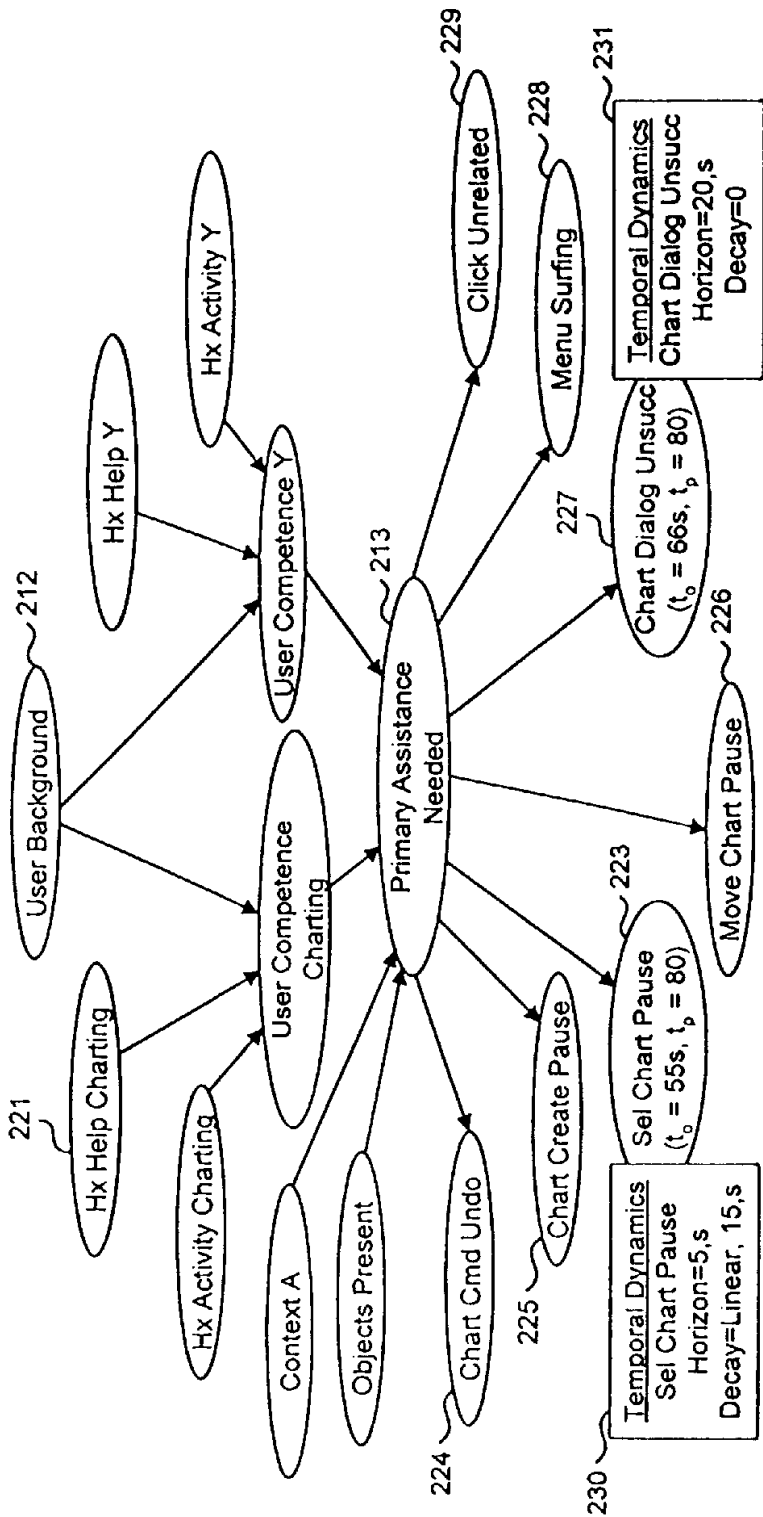 User Background
212
Hx Help Y
Hx Activity Y
221
Hx Help Charting
Hx Activity Charting
User Competence
Charting
User Competence Y
Context A
Objects Present
213
Primary Assistance
Needed
Click Unrelated
229
Menu Surfing
228
Chart Cmd Undo
224
Chart Create Pause
225
Sel Chart Pause
(to = 55s, tp = 80)
223
Move Chart Pause
226
227
Chart Dialog Unsucc
(to = 66s, tp = 80)
230
Temporal Dynamics
Sel Chart Pause
Horizon=5,s
Decay=Linear, 15,s
231
Temporal Dynamics
Chart Dialog Unsucc
Horizon=20,s
Decay=0